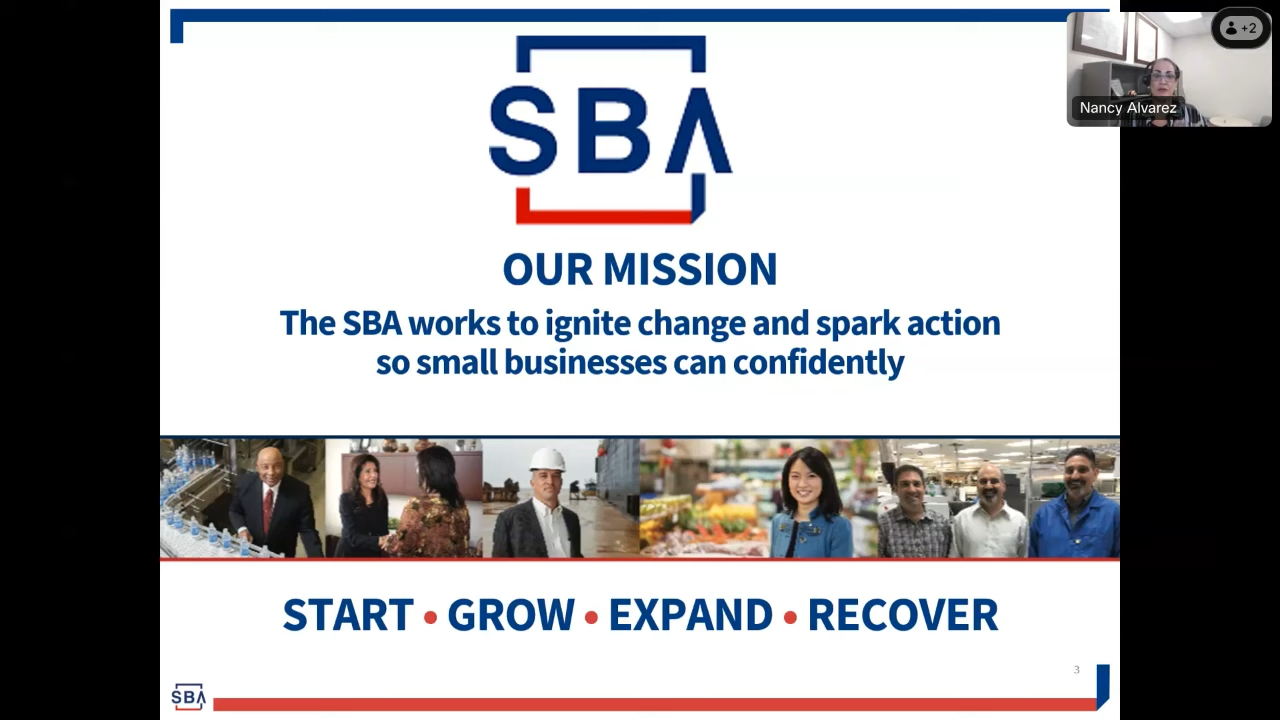 SBA
+2
Nancy Alvarez
OUR MISSION
The SBA works to ignite change and spark action
so small businesses can confidently
START • GROW • EXPAND • RECOVER
3
SBA